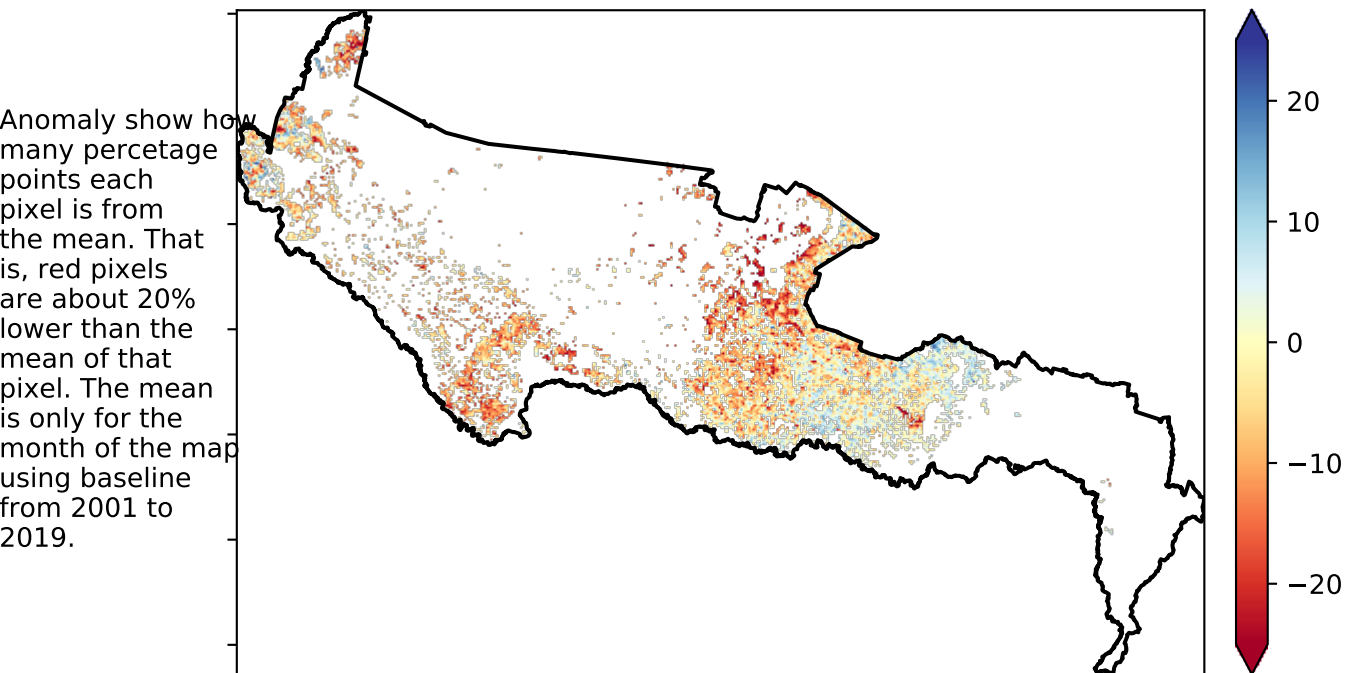 Anomaly show how
many percetage
points each
pixel is from
the mean. That
is, red pixels
are about 20%
lower than the
mean of that
pixel. The mean
is only for the
month of the map
using baseline
from 2001 to
2019.
20
10
0
−10
−20